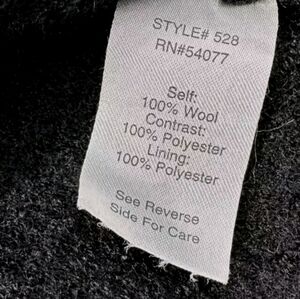 STYLE# 528
RN#54077
Self:
100% Wool
Contrast:
100% Polyester
Lining:
100% Polyester
See Reverse
Side For Care